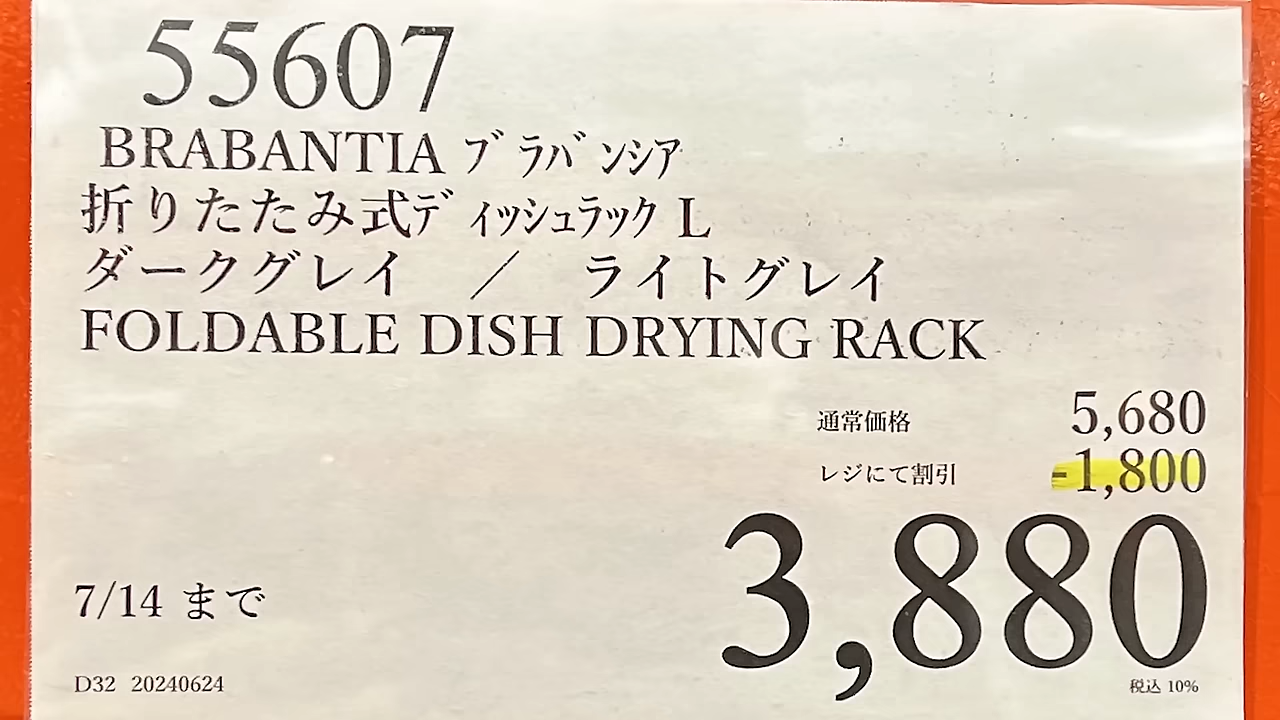 55607
BRABANTIA ブラバンシア
折りたたみ式ディッシュラック L
ダークグレイ ／ ライトグレイ
FOLDABLE DISH DRYING RACK
通常価格 5,680
レジにて割引 -1,800
3,880
7/14 まで
D32 20240624
税込 10%